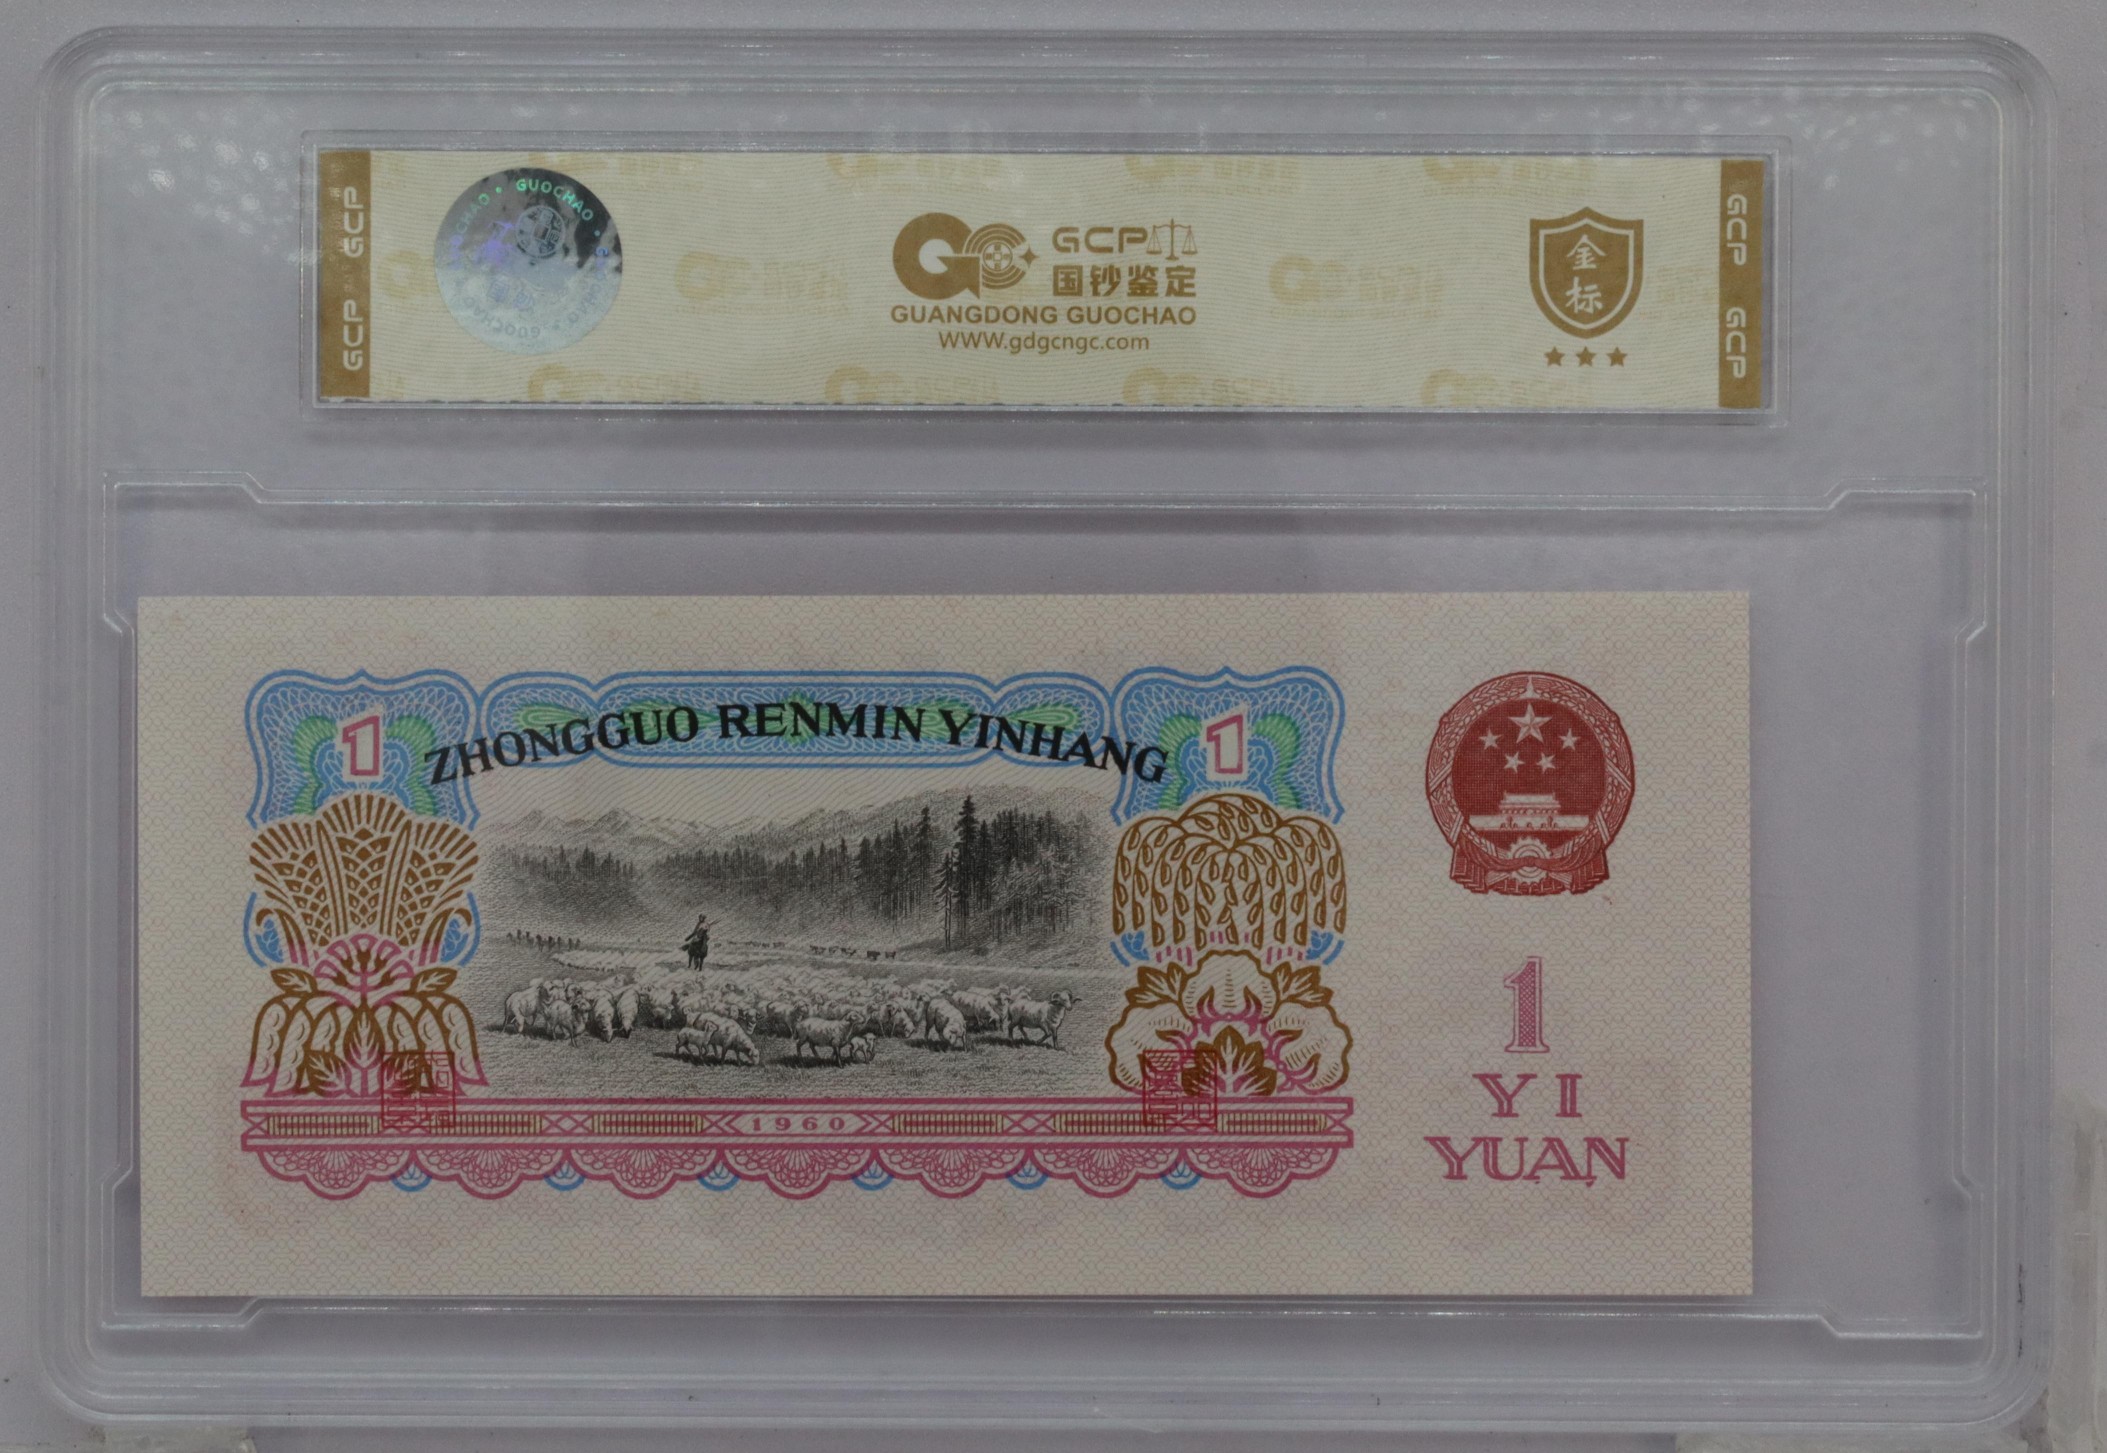 GUOCHAO
GCP GCP
GCP
国钞鉴定
GUANGDONG GUOCHAO
WWW.gdgcngc.com
金
标
GCP GCP
ZHONGGUO RENMIN YINHANG
1
1
1960
1
YI
YUAN